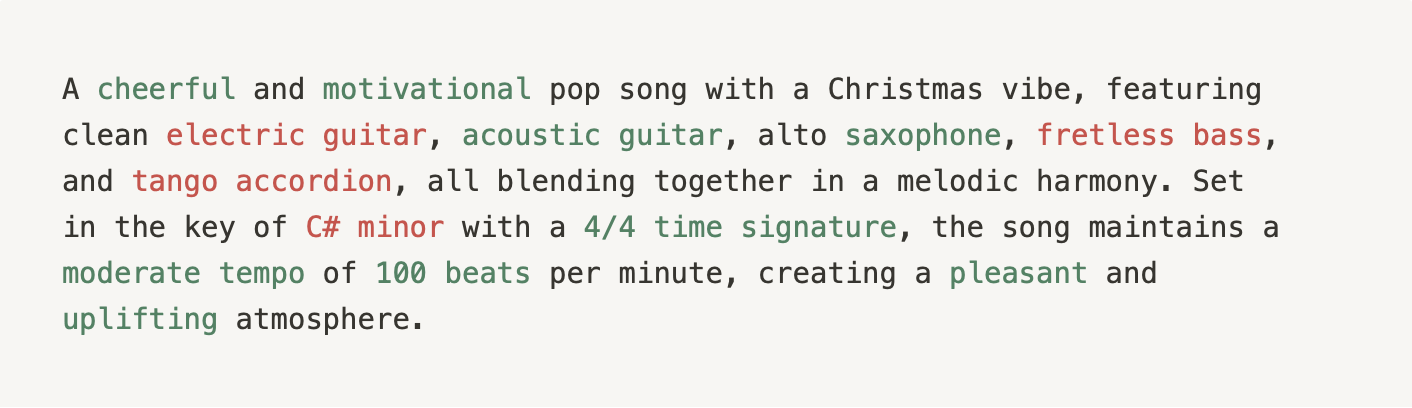 A cheerful and motivational pop song with a Christmas vibe, featuring
clean electric guitar, acoustic guitar, alto saxophone, fretless bass,
and tango accordion, all blending together in a melodic harmony. Set
in the key of C# minor with a 4/4 time signature, the song maintains a
moderate tempo of 100 beats per minute, creating a pleasant and
uplifting atmosphere.